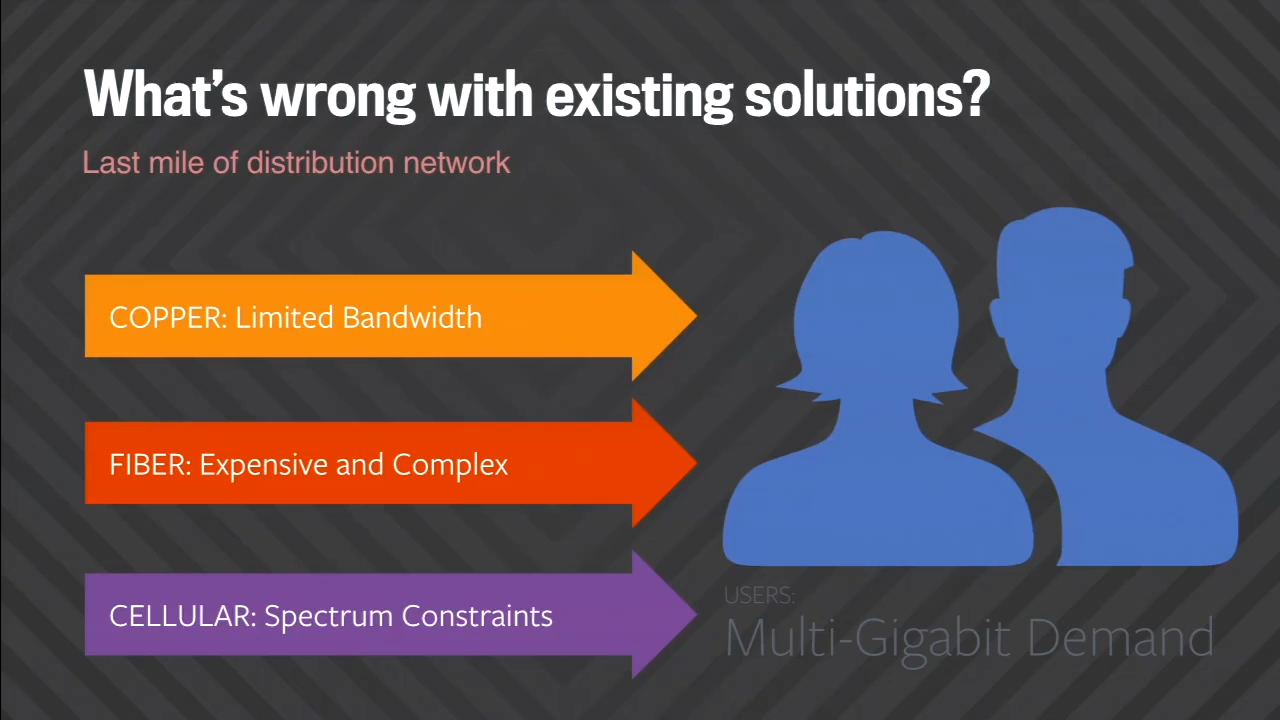 What's wrong with existing solutions?
Last mile of distribution network
COPPER: Limited Bandwidth
FIBER: Expensive and Complex
CELLULAR: Spectrum Constraints
USERS:
Multi-Gigabit Demand